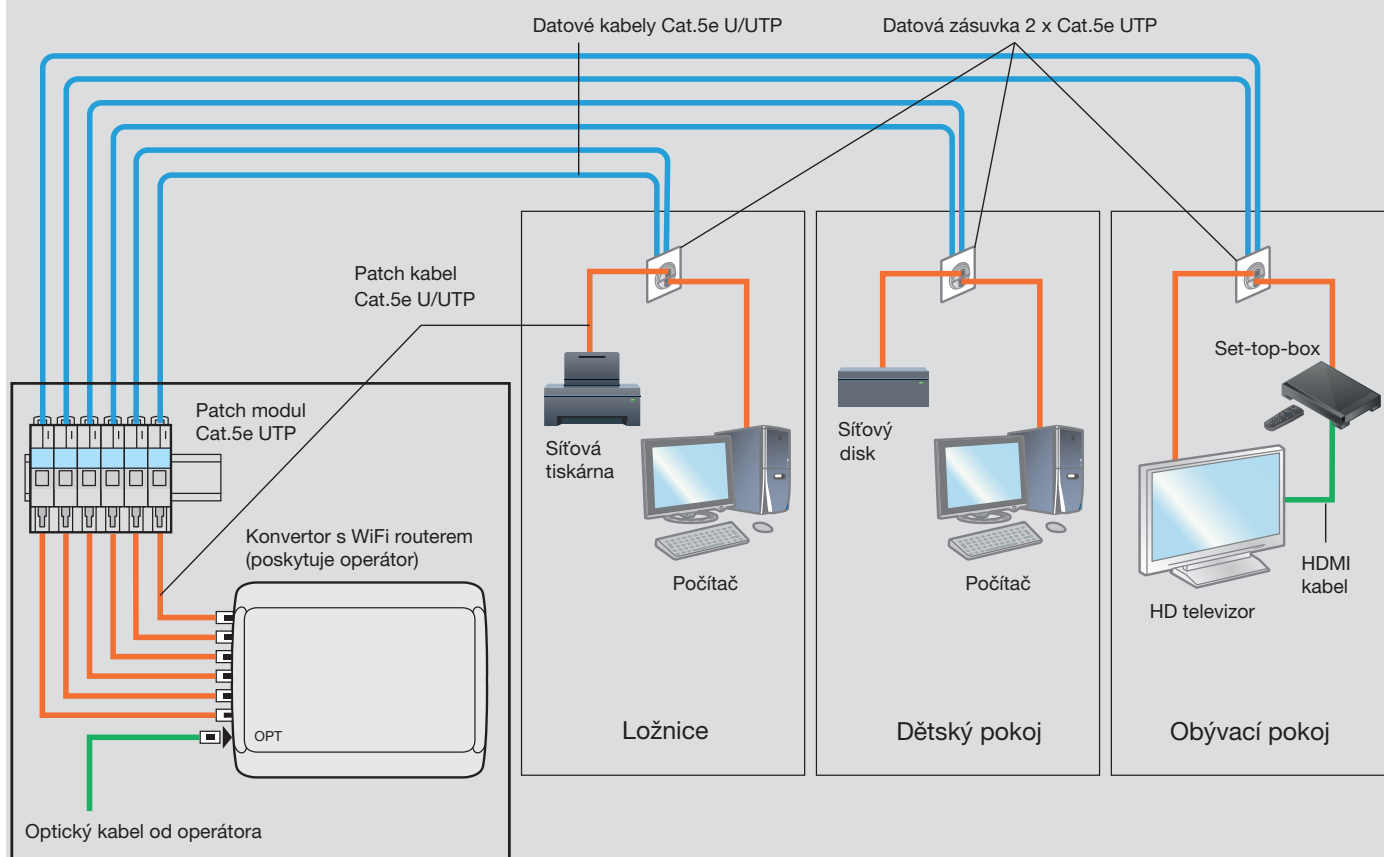 Datové kabely Cat.5e U/UTP
Datová zásuvka 2 x Cat.5e UTP
Patch kabel
Cat.5e U/UTP
Set-top-box
Patch modul
Cat.5e UTP
Síťová
tiskárna
Síťový
disk
Konvertor s WiFi routerem
(poskytuje operátor)
Počítač
Počítač
HDMI
kabel
HD televizor
OPT
Ložnice
Dětský pokoj
Obývací pokoj
Optický kabel od operátora